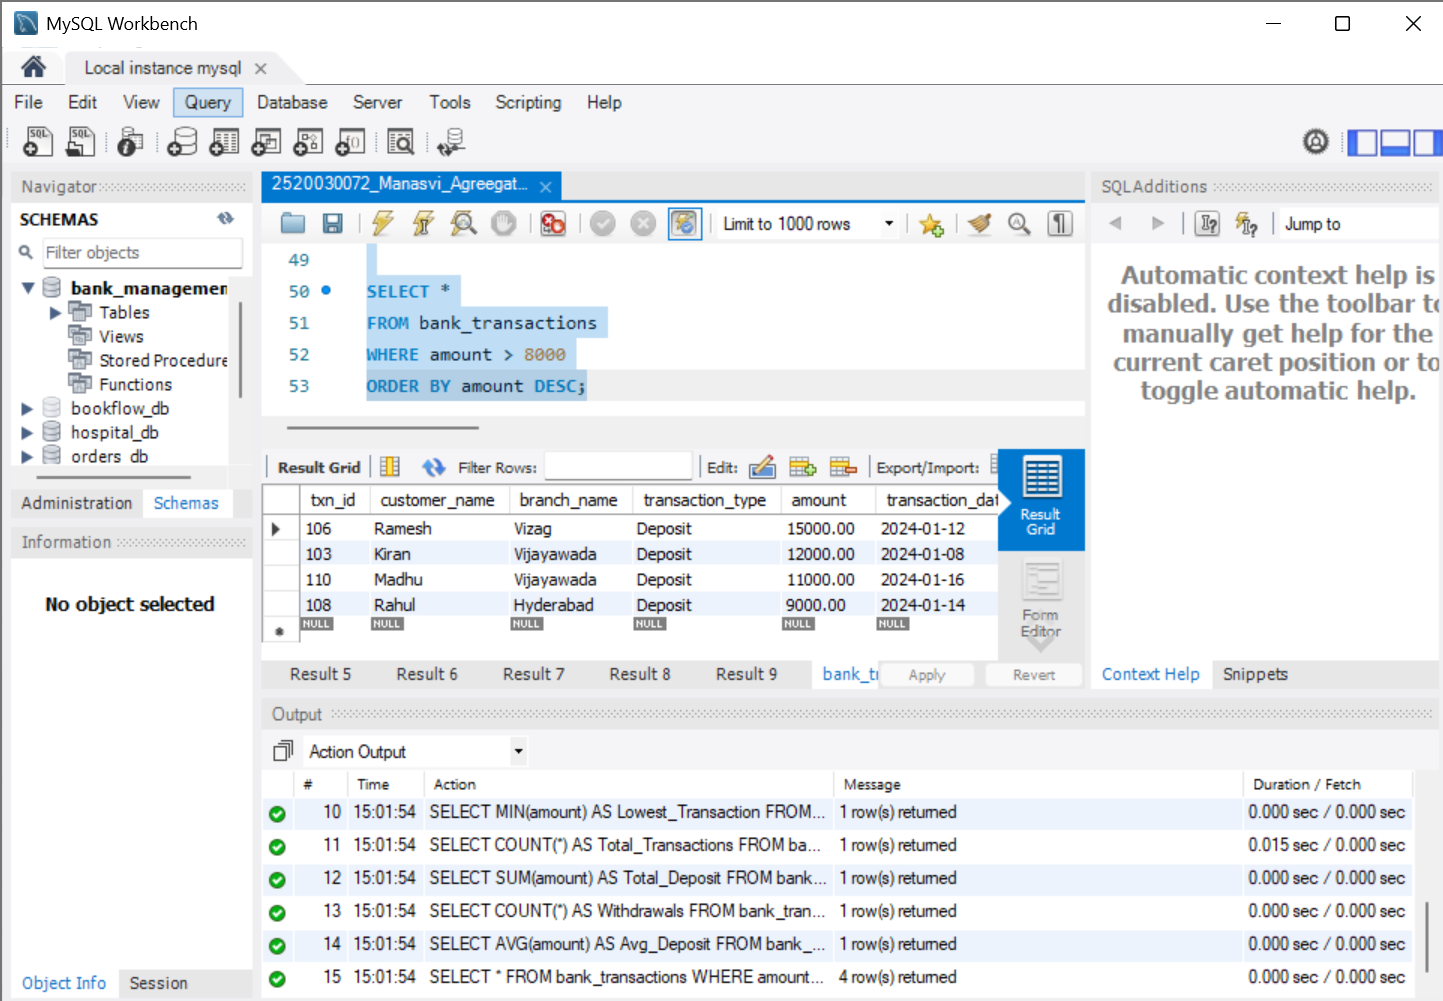 MySQL Workbench
Local instance mysql
File Edit View Query Database Server Tools Scripting Help
Navigator
SCHEMAS
Filter objects
bank_managemen
Tables
Views
Stored Procedure
Functions
bookflow_db
hospital_db
orders_db
Administration Schemas
Information
No object selected
Object Info Session
2520030072_Manasvi_Agreegat...
Limit to 1000 rows
49
50 SELECT *
51 FROM bank_transactions
52 WHERE amount > 8000
53 ORDER BY amount DESC;
Result Grid Filter Rows: Edit: Export/Import:
txn_id customer_name branch_name transaction_type amount transaction_dat
106 Ramesh Vizag Deposit 15000.00 2024-01-12
103 Kiran Vijayawada Deposit 12000.00 2024-01-08
110 Madhu Vijayawada Deposit 11000.00 2024-01-16
108 Rahul Hyderabad Deposit 9000.00 2024-01-14
NULL NULL NULL NULL NULL NULL
Result Grid
Form Editor
Result 5 Result 6 Result 7 Result 8 Result 9 bank_tr Apply Revert
SQLAdditions
Jump to
Automatic context help is
disabled. Use the toolbar to
manually get help for the
current caret position or to
toggle automatic help.
Context Help Snippets
Output
Action Output
# Time Action Message Duration / Fetch
10 15:01:54 SELECT MIN(amount) AS Lowest_Transaction FROM... 1 row(s) returned 0.000 sec / 0.000 sec
11 15:01:54 SELECT COUNT(*) AS Total_Transactions FROM ba... 1 row(s) returned 0.015 sec / 0.000 sec
12 15:01:54 SELECT SUM(amount) AS Total_Deposit FROM bank... 1 row(s) returned 0.000 sec / 0.000 sec
13 15:01:54 SELECT COUNT(*) AS Withdrawals FROM bank_tran... 1 row(s) returned 0.000 sec / 0.000 sec
14 15:01:54 SELECT AVG(amount) AS Avg_Deposit FROM bank_... 1 row(s) returned 0.000 sec / 0.000 sec
15 15:01:54 SELECT * FROM bank_transactions WHERE amount... 4 row(s) returned 0.000 sec / 0.000 sec